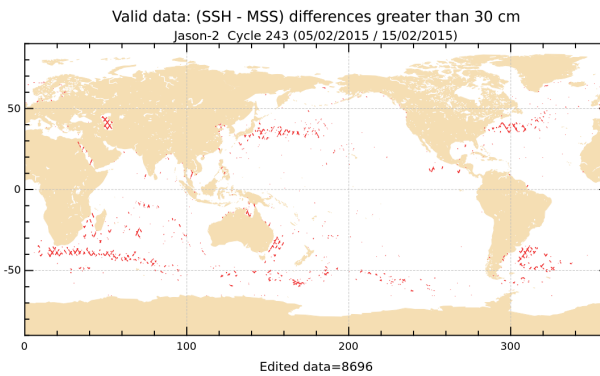 Valid data: (SSH - MSS) differences greater than 30 cm
Jason-2  Cycle 243 (05/02/2015 / 15/02/2015)
50
0
-50
0 100 200 300
Edited data=8696